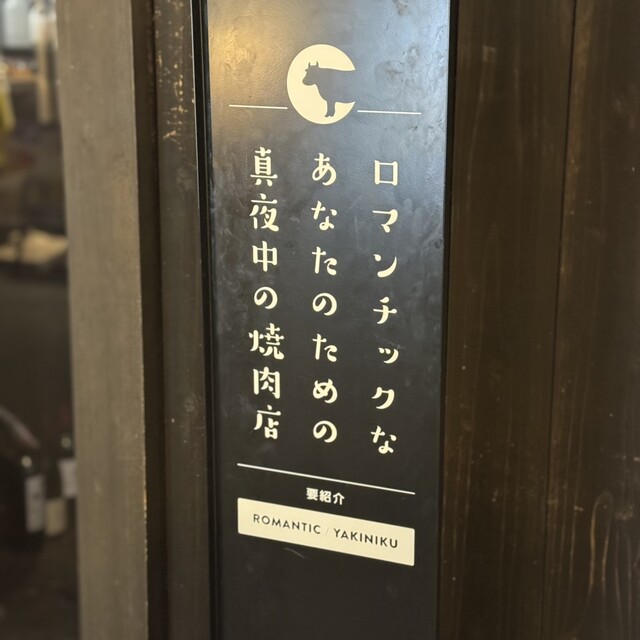 ロマンチックな
あなたのための
真夜中の焼肉店
要紹介
ROMANTIC / YAKINIKU